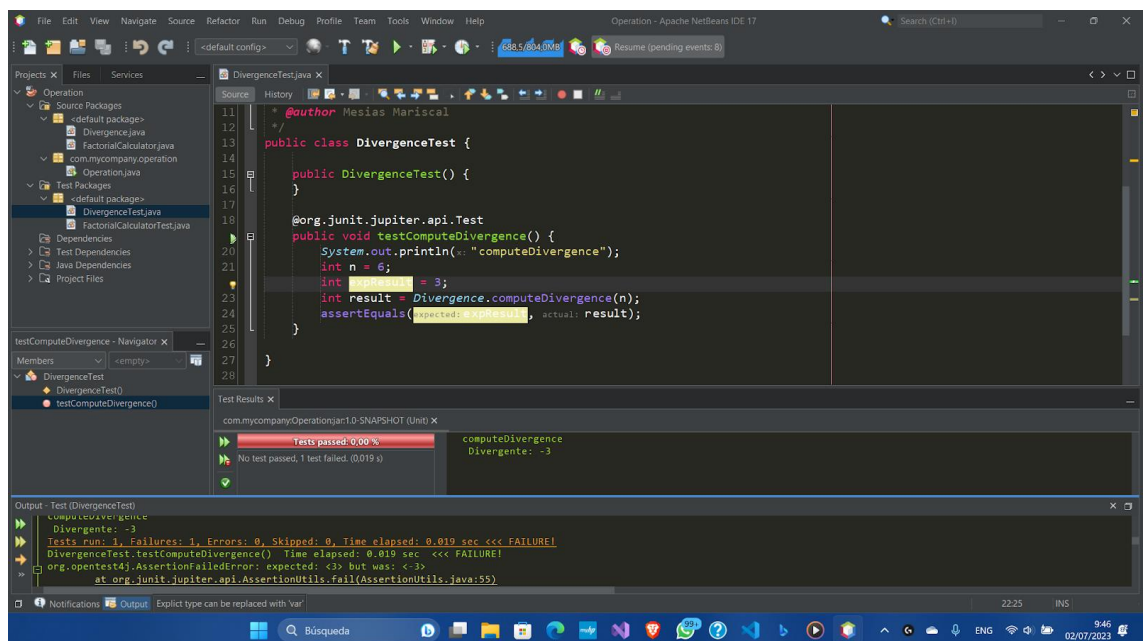 File Edit View Navigate Source Refactor Run Debug Profile Team Tools Window Help
Operation - Apache NetBeans IDE 17
Search (Ctrl+I)
<default config>
688,5/804,0MB
Resume (pending events: 8)
Projects Files Services
Operation
Source Packages
<default package>
Divergence.java
FactorialCalculator.java
com.mycompany.operation
Operation.java
Test Packages
<default package>
DivergenceTest.java
FactorialCalculatorTest.java
Dependencies
Test Dependencies
Java Dependencies
Project Files
DivergenceTest.java
Source History
11 * @author Mesias Mariscal
12 */
13 public class DivergenceTest {
14
15 public DivergenceTest() {
16 }
17
18 @org.junit.jupiter.api.Test
public void testComputeDivergence() {
20 System.out.println(x: "computeDivergence");
21 int n = 6;
int expResult = 3;
23 int result = Divergence.computeDivergence(n);
24 assertEquals(expected: expResult, actual: result);
25 }
26
27 }
28
testComputeDivergence - Navigator
Members <empty>
DivergenceTest
DivergenceTest()
testComputeDivergence()
Test Results
com.mycompany:Operation:jar:1.0-SNAPSHOT (Unit)
Tests passed: 0,00 %
No test passed, 1 test failed. (0,019 s)
computeDivergence
Divergente: -3
Output - Test (DivergenceTest)
computeDivergence
Divergente: -3
Tests run: 1, Failures: 1, Errors: 0, Skipped: 0, Time elapsed: 0.019 sec <<< FAILURE!
DivergenceTest.testComputeDivergence() Time elapsed: 0.019 sec <<< FAILURE!
org.opentest4j.AssertionFailedError: expected: <3> but was: <-3>
at org.junit.jupiter.api.AssertionUtils.fail(AssertionUtils.java:55)
Notifications Output Explict type can be replaced with 'var'
22:25 INS
Búsqueda
99+
ENG
9:46
02/07/2023